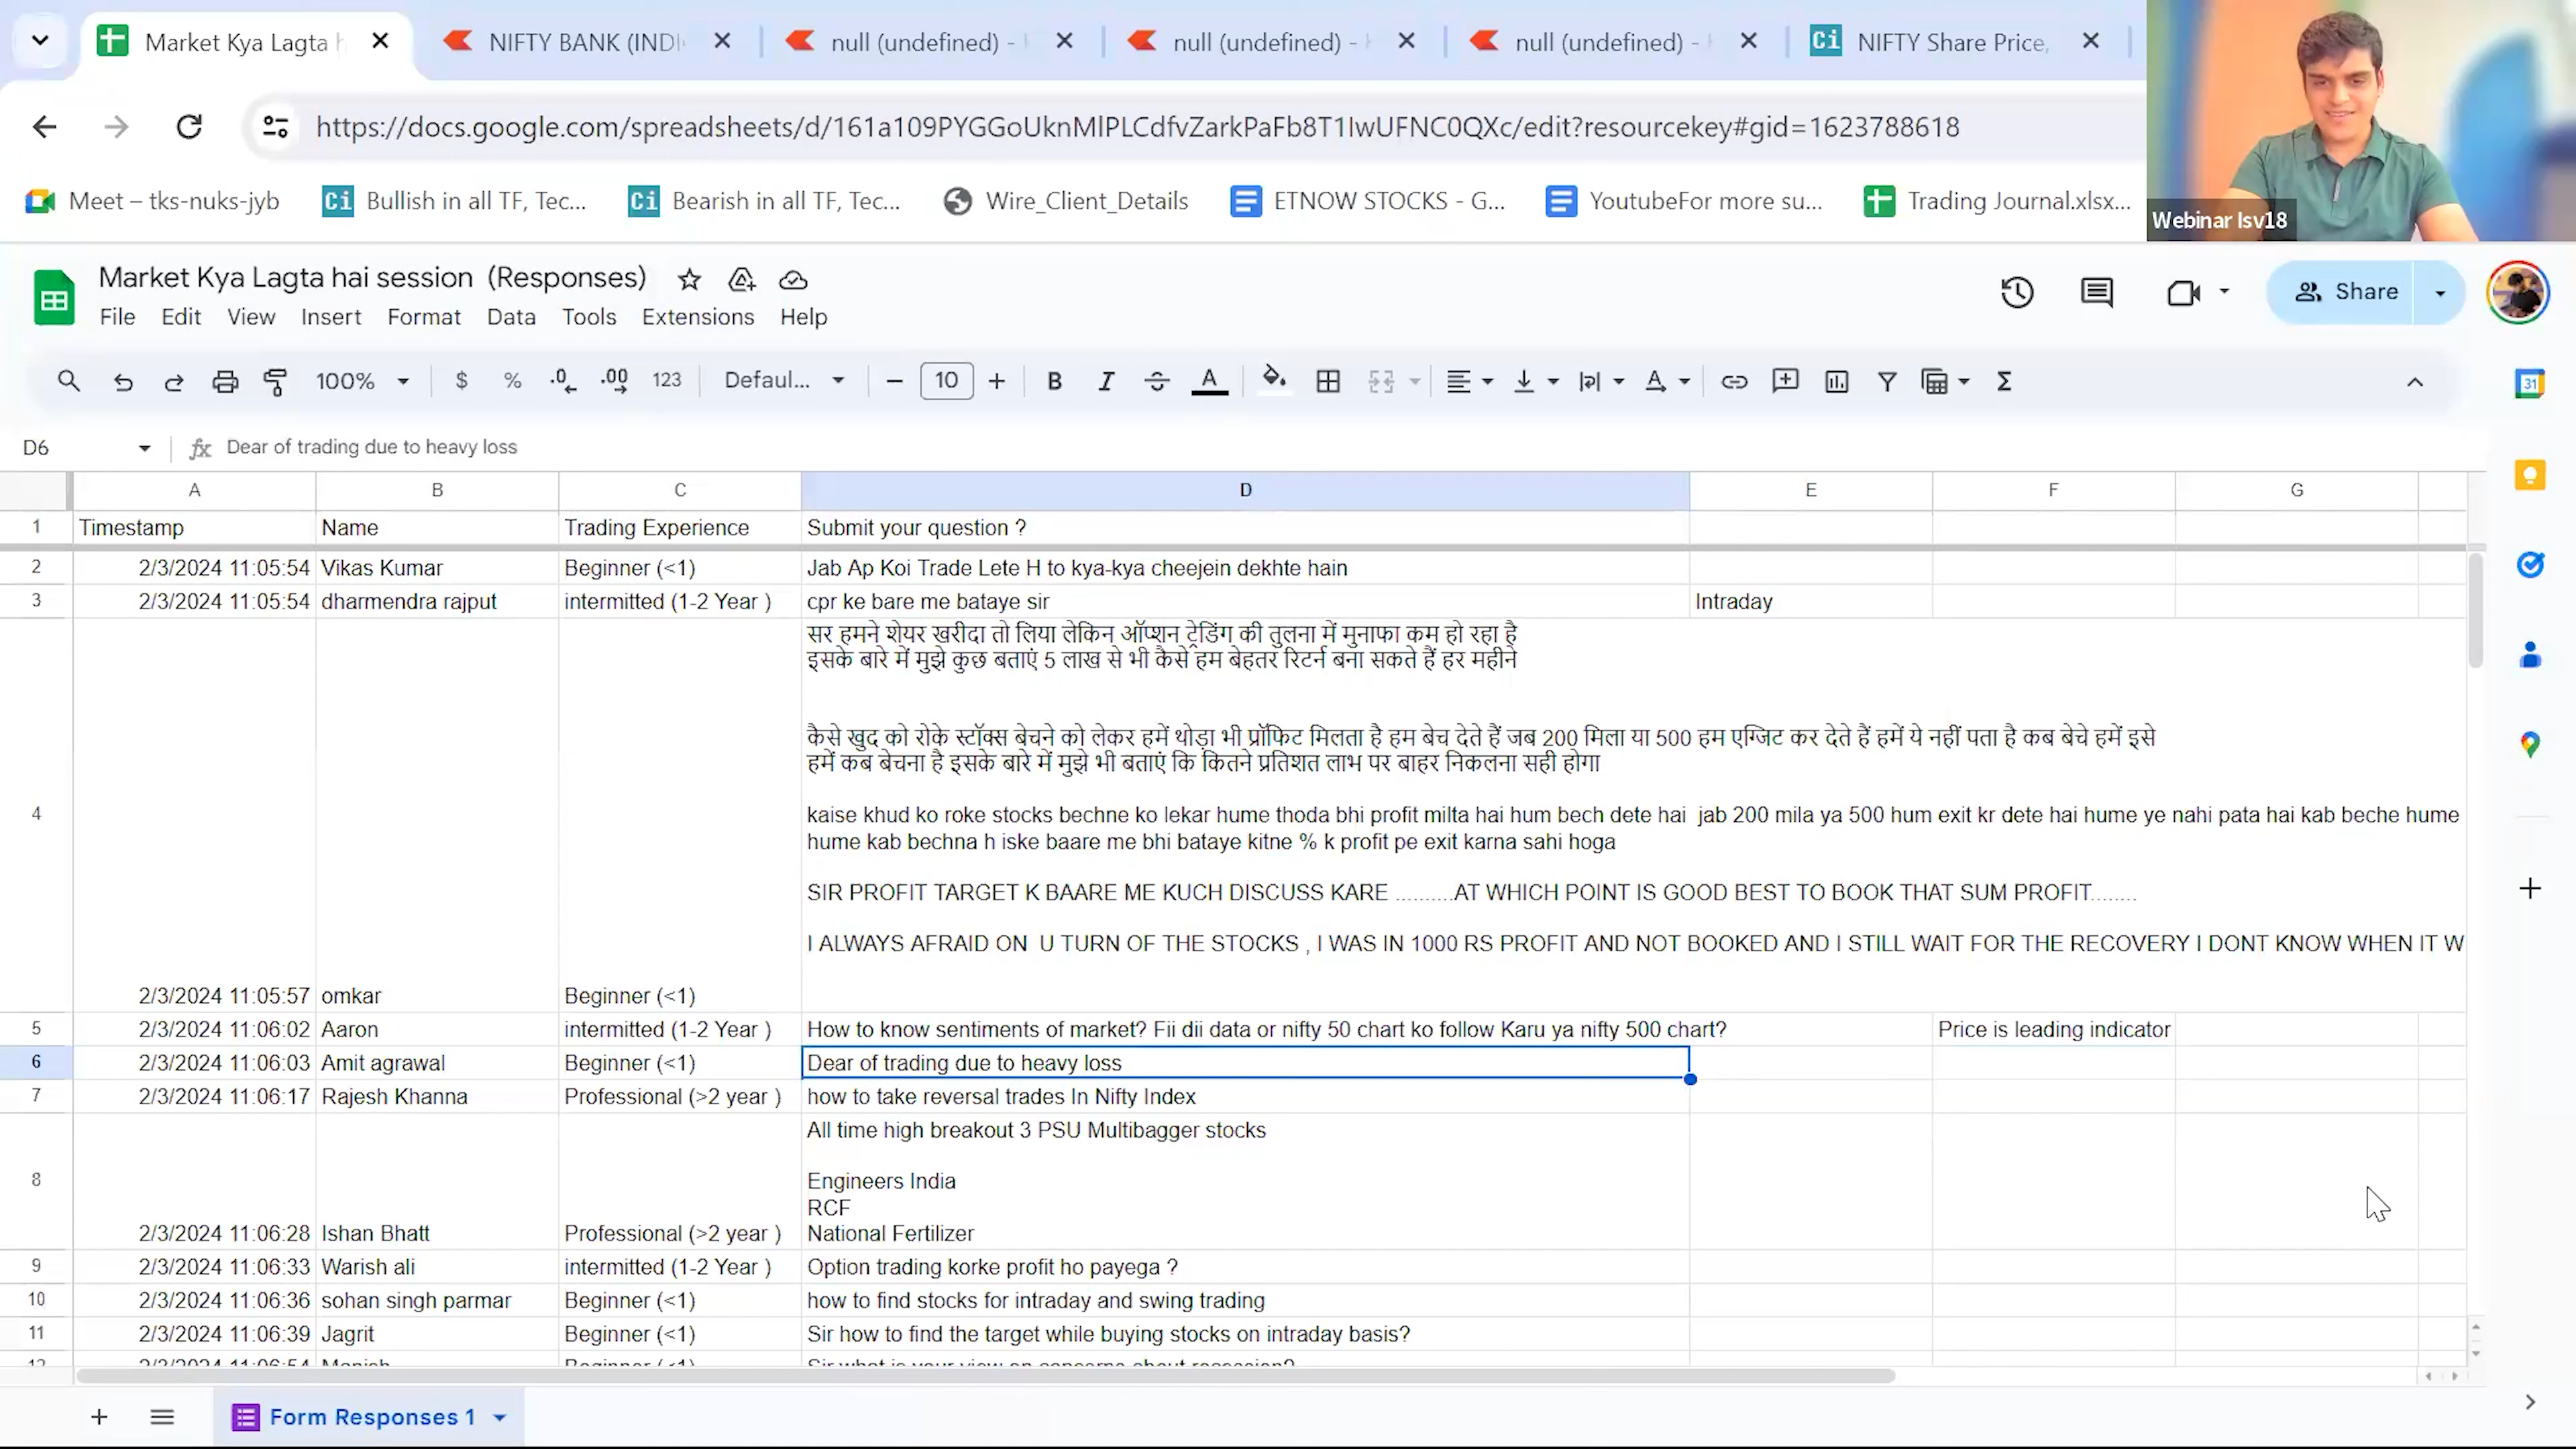 Market Kya Lagta h
NIFTY BANK (INDI
null (undefined) -
null (undefined) -
null (undefined) -
NIFTY Share Price,
https://docs.google.com/spreadsheets/d/161a109PYGGoUknMlPLCdfvZarkPaFb8T1IwUFNC0QXc/edit?resourcekey#gid=1623788618
Meet – tks-nuks-jyb
Ci Bullish in all TF, Tec...
Ci Bearish in all TF, Tec...
Wire_Client_Details
ETNOW STOCKS - G...
YoutubeFor more su...
Trading Journal.xlsx...
Webinar Isv18
Market Kya Lagta hai session (Responses)
Share
File Edit View Insert Format Data Tools Extensions Help
100% $ % .0 .00 123 Defaul... 10 B I A
31
D6 fx Dear of trading due to heavy loss
A B C D E F G
1 Timestamp Name Trading Experience Submit your question ?
2 2/3/2024 11:05:54 Vikas Kumar Beginner (<1) Jab Ap Koi Trade Lete H to kya-kya cheejein dekhte hain
3 2/3/2024 11:05:54 dharmendra rajput intermitted (1-2 Year ) cpr ke bare me bataye sir Intraday
सर हमने शेयर खरीदा तो लिया लेकिन ऑप्शन ट्रेडिंग की तुलना में मुनाफा कम हो रहा है
इसके बारे में मुझे कुछ बताएं 5 लाख से भी कैसे हम बेहतर रिटर्न बना सकते हैं हर महीने
कैसे खुद को रोके स्टॉक्स बेचने को लेकर हमें थोड़ा भी प्रॉफिट मिलता है हम बेच देते हैं जब 200 मिला या 500 हम एग्जिट कर देते हैं हमें ये नहीं पता है कब बेचे हमें इसे
हमें कब बेचना है इसके बारे में मुझे भी बताएं कि कितने प्रतिशत लाभ पर बाहर निकलना सही होगा
4
kaise khud ko roke stocks bechne ko lekar hume thoda bhi profit milta hai hum bech dete hai jab 200 mila ya 500 hum exit kr dete hai hume ye nahi pata hai kab beche hume
hume kab bechna h iske baare me bhi bataye kitne % k profit pe exit karna sahi hoga
SIR PROFIT TARGET K BAARE ME KUCH DISCUSS KARE ..........AT WHICH POINT IS GOOD BEST TO BOOK THAT SUM PROFIT........
I ALWAYS AFRAID ON U TURN OF THE STOCKS , I WAS IN 1000 RS PROFIT AND NOT BOOKED AND I STILL WAIT FOR THE RECOVERY I DONT KNOW WHEN IT W
2/3/2024 11:05:57 omkar Beginner (<1)
5 2/3/2024 11:06:02 Aaron intermitted (1-2 Year ) How to know sentiments of market? Fii dii data or nifty 50 chart ko follow Karu ya nifty 500 chart? Price is leading indicator
6 2/3/2024 11:06:03 Amit agrawal Beginner (<1) Dear of trading due to heavy loss
7 2/3/2024 11:06:17 Rajesh Khanna Professional (>2 year ) how to take reversal trades In Nifty Index
All time high breakout 3 PSU Multibagger stocks
8
Engineers India
RCF
2/3/2024 11:06:28 Ishan Bhatt Professional (>2 year ) National Fertilizer
9 2/3/2024 11:06:33 Warish ali intermitted (1-2 Year ) Option trading korke profit ho payega ?
10 2/3/2024 11:06:36 sohan singh parmar Beginner (<1) how to find stocks for intraday and swing trading
11 2/3/2024 11:06:39 Jagrit Beginner (<1) Sir how to find the target while buying stocks on intraday basis?
Form Responses 1